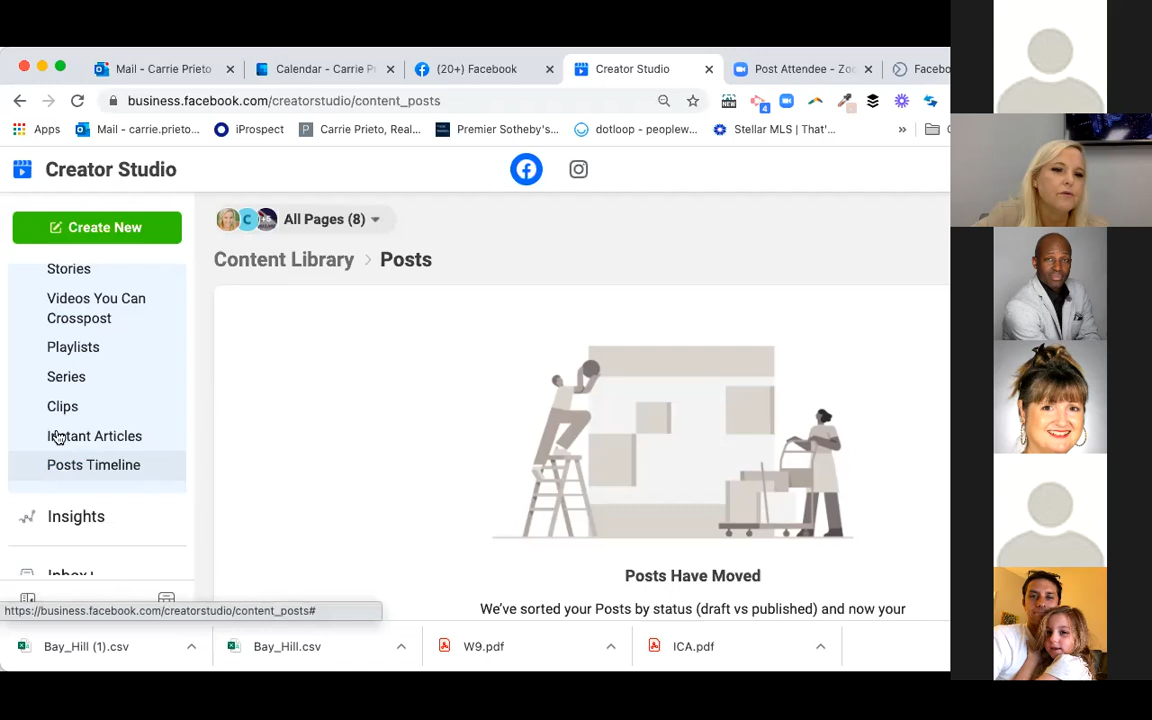 Mail - Carrie Prieto
Calendar - Carrie P
(20+) Facebook
Creator Studio
Post Attendee - Zo
Facebo
business.facebook.com/creatorstudio/content_posts
NEW
4
Apps
Mail - carrie.prieto...
iProspect
Carrie Prieto, Real...
Premier Sotheby's...
dotloop - peoplew...
Stellar MLS | That'...
»
Creator Studio
Create New
C
+5
All Pages (8)
Content Library > Posts
Stories
Videos You Can
Crosspost
Playlists
Series
Clips
Instant Articles
Posts Timeline
Insights
Inbox+
Posts Have Moved
We've sorted your Posts by status (draft vs published) and now your
https://business.facebook.com/creatorstudio/content_posts#
Bay_Hill (1).csv
Bay_Hill.csv
W9.pdf
ICA.pdf